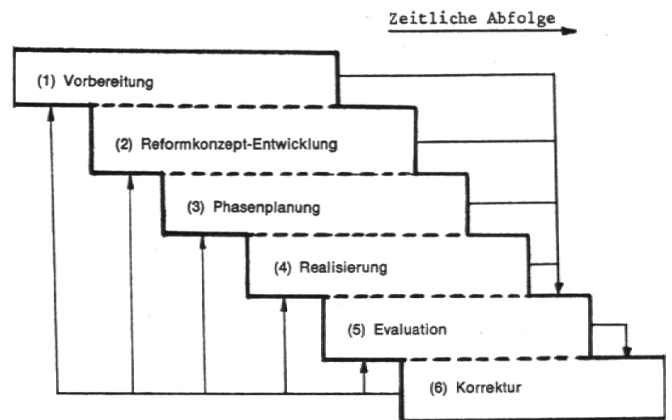 Zeitliche Abfolge
(1) Vorbereitung
(2) Reformkonzept-Entwicklung
(3) Phasenplanung
(4) Realisierung
(5) Evaluation
(6) Korrektur